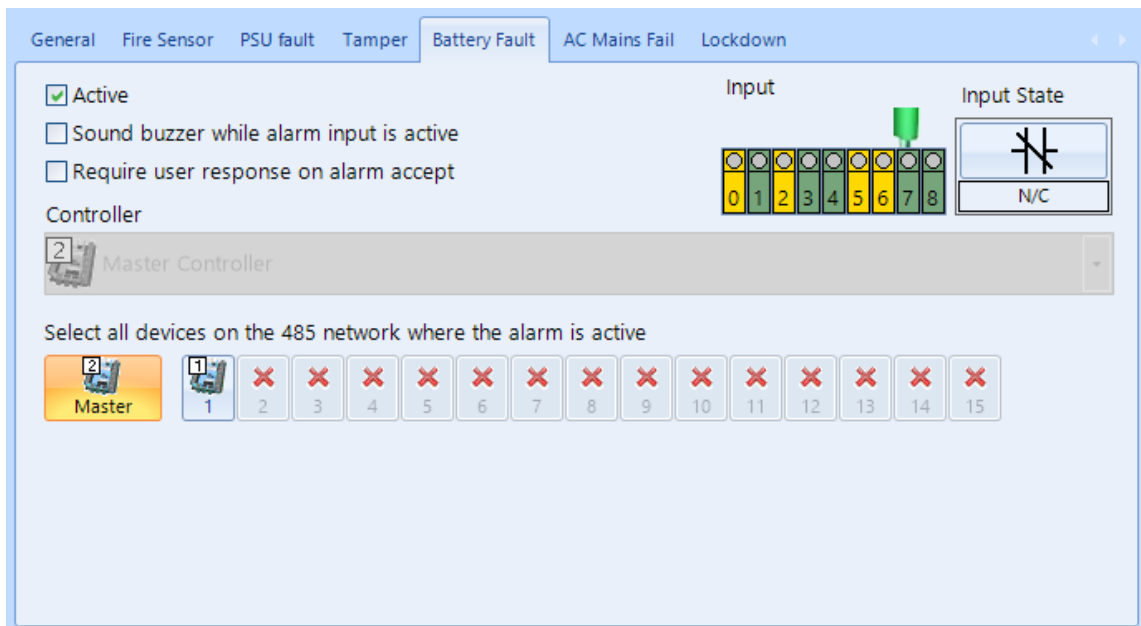 General Fire Sensor PSU fault Tamper Battery Fault AC Mains Fail Lockdown
Active
Input
Input State
Sound buzzer while alarm input is active
Require user response on alarm accept
0 1 2 3 4 5 6 7 8
N/C
Controller
2 Master Controller
Select all devices on the 485 network where the alarm is active
2 1
Master 1 2 3 4 5 6 7 8 9 10 11 12 13 14 15